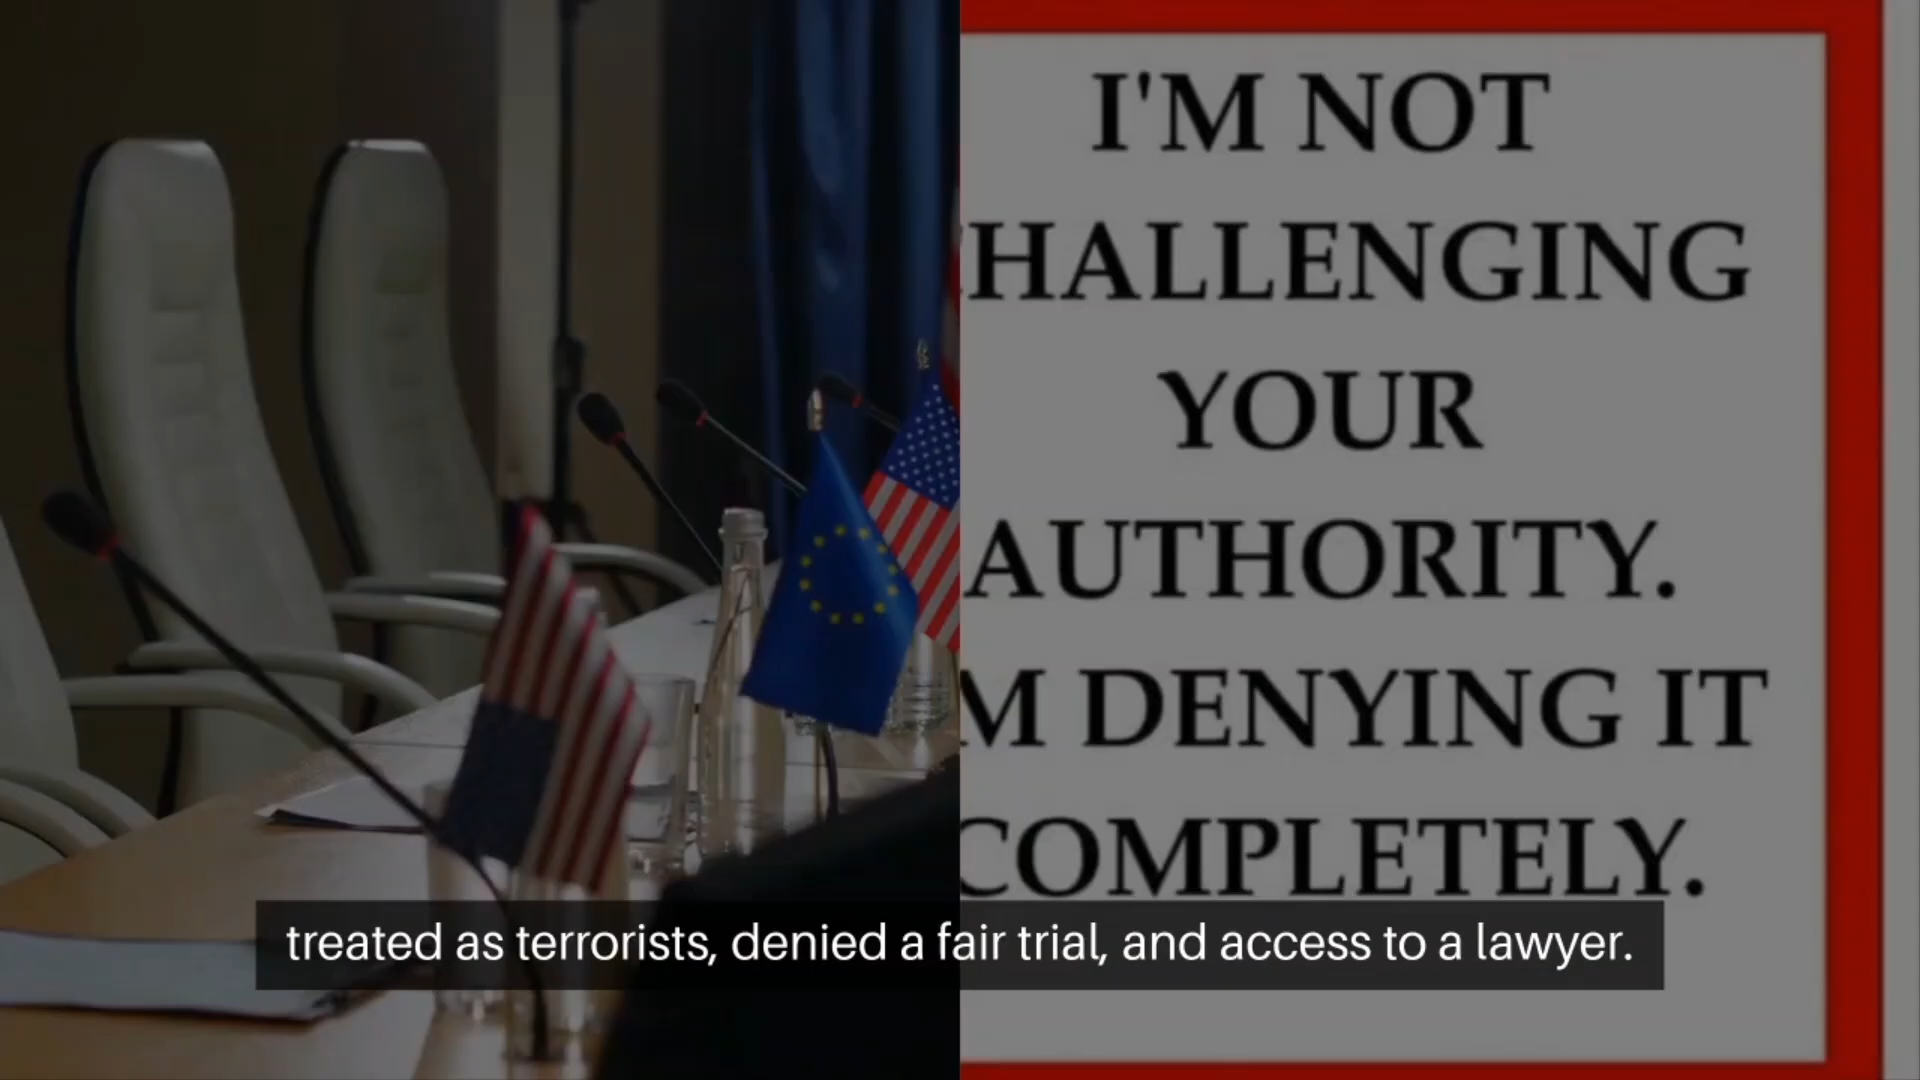 I'M NOT
HALLENGING
YOUR
AUTHORITY.
M DENYING IT
COMPLETELY.
treated as terrorists, denied a fair trial, and access to a lawyer.